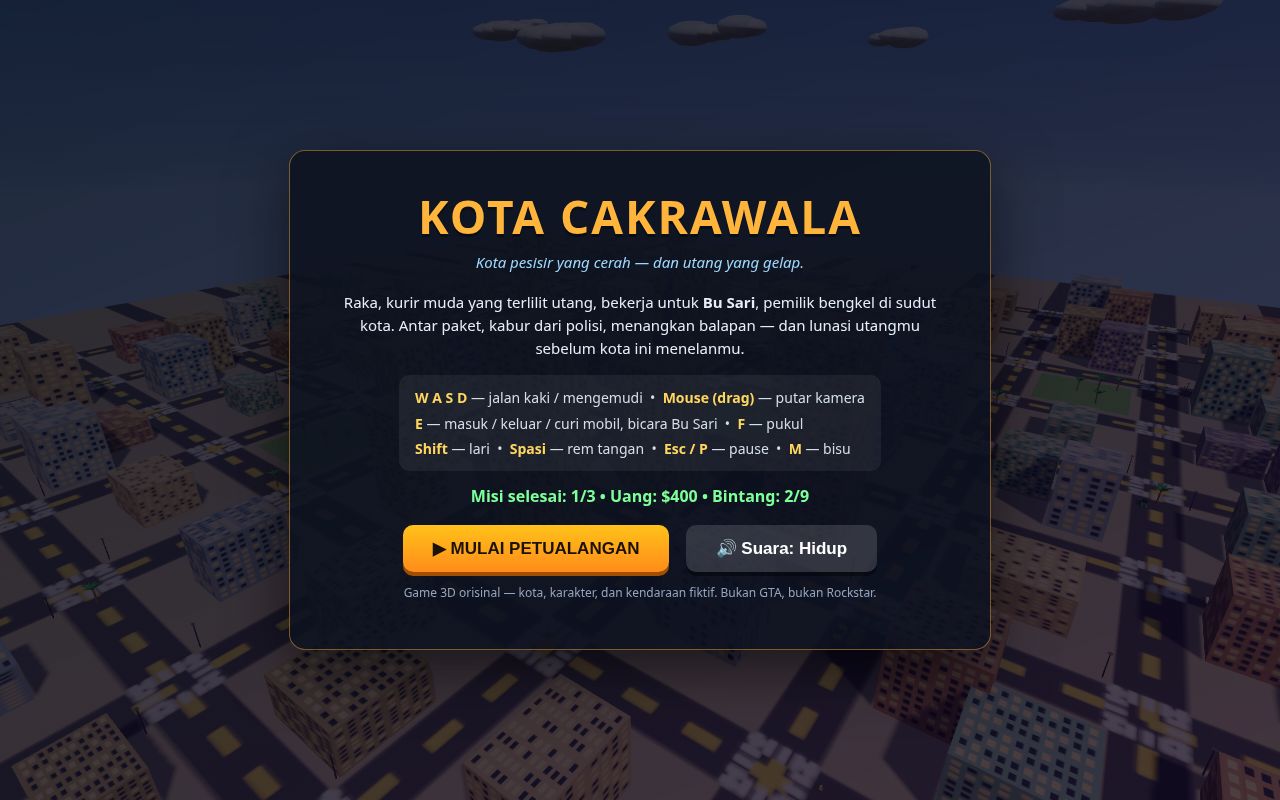 KOTA CAKRAWALA
Kota pesisir yang cerah — dan utang yang gelap.
Raka, kurir muda yang terlilit utang, bekerja untuk Bu Sari, pemilik bengkel di sudut
kota. Antar paket, kabur dari polisi, menangkan balapan — dan lunasi utangmu
sebelum kota ini menelanmu.
W A S D — jalan kaki / mengemudi • Mouse (drag) — putar kamera
E — masuk / keluar / curi mobil, bicara Bu Sari • F — pukul
Shift — lari • Spasi — rem tangan • Esc / P — pause • M — bisu
Misi selesai: 1/3 • Uang: $400 • Bintang: 2/9
▶ MULAI PETUALANGAN
🔊 Suara: Hidup
Game 3D orisinal — kota, karakter, dan kendaraan fiktif. Bukan GTA, bukan Rockstar.